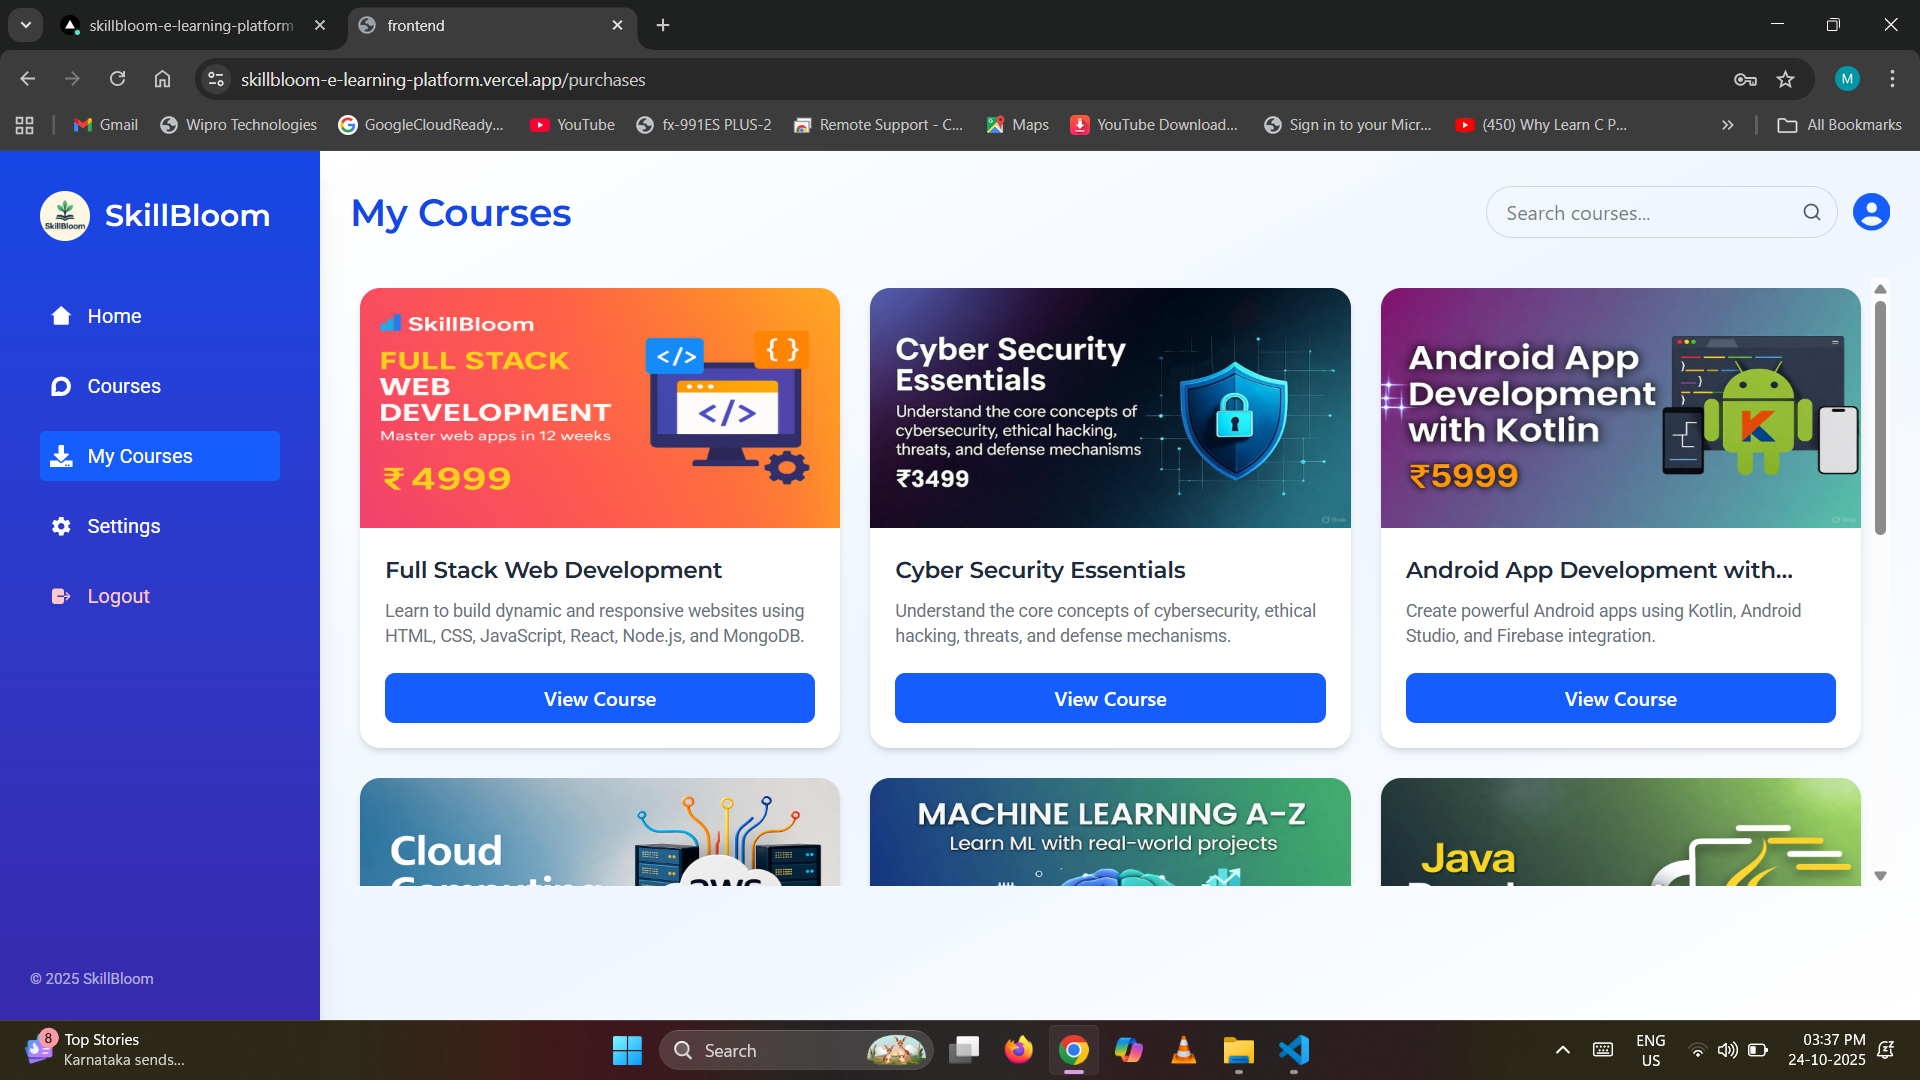 skillbloom-e-learning-platform
frontend
skillbloom-e-learning-platform.vercel.app/purchases
M
Gmail
Wipro Technologies
GoogleCloudReady...
YouTube
fx-991ES PLUS-2
Remote Support - C...
Maps
YouTube Download...
Sign in to your Micr...
(450) Why Learn C P...
All Bookmarks
SkillBloom
SkillBloom
Home
Courses
My Courses
Settings
Logout
© 2025 SkillBloom
My Courses
Search courses...
SkillBloom
FULL STACK
WEB
DEVELOPMENT
Master web apps in 12 weeks
₹ 4999
</>
{ }
</>
Full Stack Web Development
Learn to build dynamic and responsive websites using
HTML, CSS, JavaScript, React, Node.js, and MongoDB.
View Course
Cyber Security
Essentials
Understand the core concepts of
cybersecurity, ethical hacking,
threats, and defense mechanisms
₹3499
Cyber Security Essentials
Understand the core concepts of cybersecurity, ethical
hacking, threats, and defense mechanisms.
View Course
Android App
Development
with Kotlin
₹5999
K
Android App Development with...
Create powerful Android apps using Kotlin, Android
Studio, and Firebase integration.
View Course
Cloud
Computing
aws
MACHINE LEARNING A-Z
Learn ML with real-world projects
Java
8
Top Stories
Karnataka sends...
Search
ENG
US
03:37 PM
24-10-2025